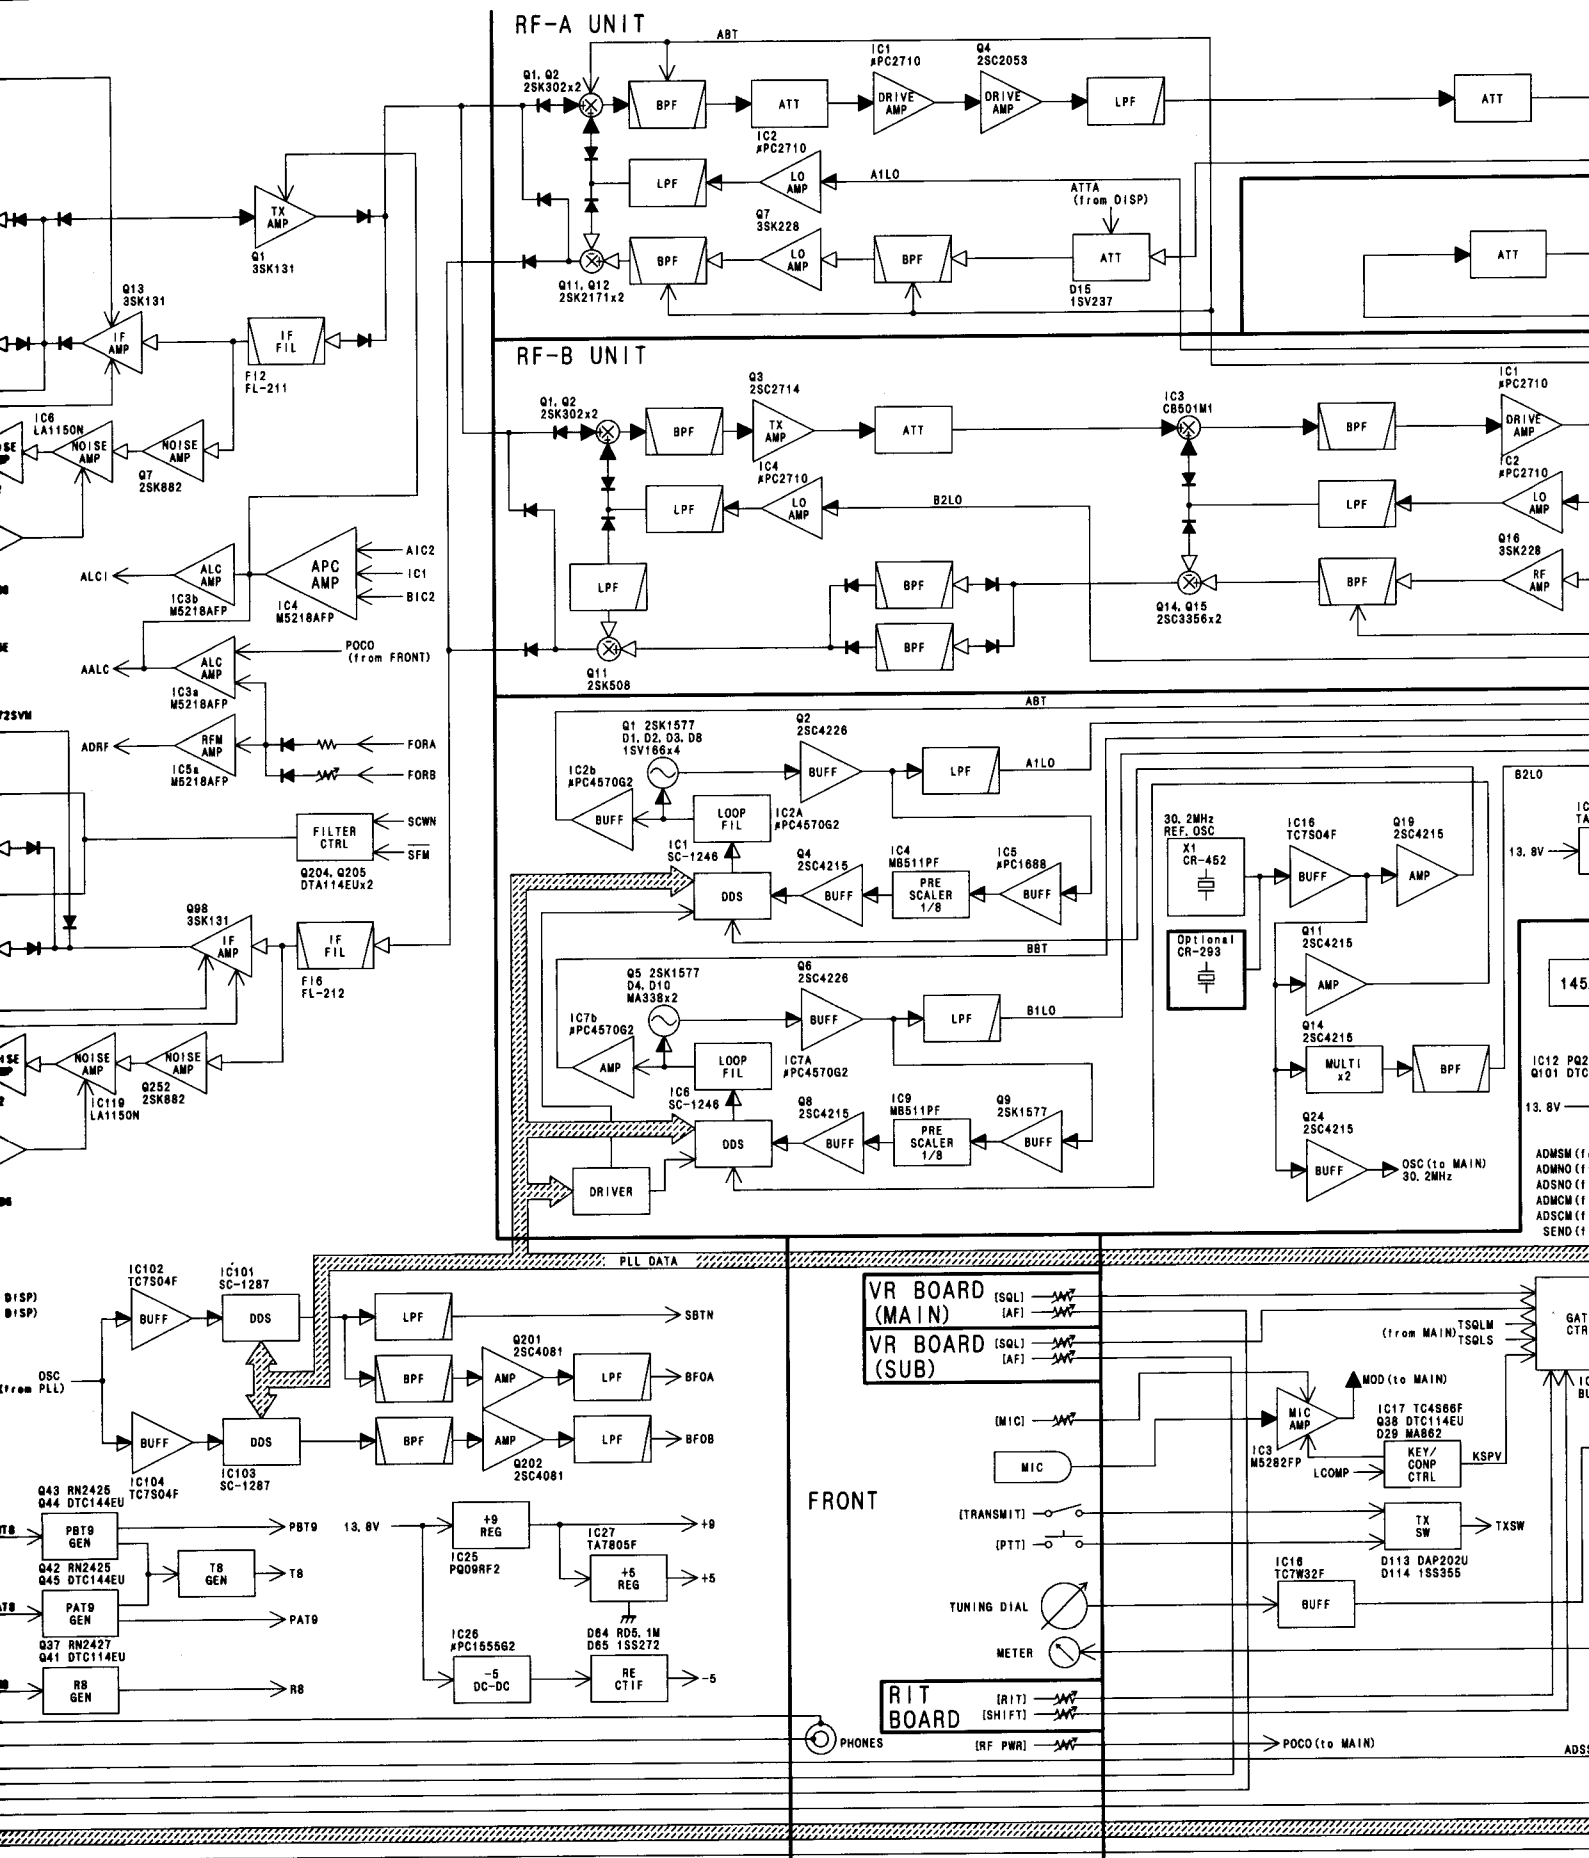 RF-A UNIT
ABT
Q1, Q2
2SK302x2
BPF
ATT
IC1
μPC2710
DRIVE
AMP
Q4
2SC2053
DRIVE
AMP
LPF
ATT
IC2
μPC2710
LPF
LO
AMP
A1LO
ATTA
(from DISP)
Q7
3SK228
BPF
LO
AMP
BPF
ATT
ATT
Q11, Q12
2SK2171x2
D15
1SV237
TX
AMP
Q1
3SK131
Q13
3SK131
IF
AMP
IF
FIL
FI2
FL-211
IC6
LA1150N
NOISE
AMP
NOISE
AMP
Q7
2SK882
RF-B UNIT
Q1, Q2
2SK302x2
BPF
Q3
2SC2714
TX
AMP
ATT
IC3
CB501M1
BPF
IC1
μPC2710
DRIVE
AMP
IC4
μPC2710
LPF
LO
AMP
B2LO
LPF
IC2
μPC2710
LO
AMP
Q16
3SK228
LPF
BPF
BPF
BPF
RF
AMP
Q14, Q15
2SC3356x2
Q11
2SK508
ALCI
ALC
AMP
IC3b
M5218AFP
APC
AMP
IC4
M5218AFP
AIC2
IC1
BIC2
POCO
(from FRONT)
AALC
ALC
AMP
IC3a
M5218AFP
ADRF
RFM
AMP
IC5a
M5218AFP
FORA
FORB
72SVM
FILTER
CTRL
SCWN
SFM
Q204, Q205
DTA114EUx2
Q98
3SK131
IF
AMP
IF
FIL
FI6
FL-212
NOISE
AMP
NOISE
AMP
IC119
LA1150N
Q252
2SK882
ABT
Q1 2SK1577
D1, D2, D3, D8
1SV166x4
Q2
2SC4226
BUFF
LPF
A1LO
IC2b
μPC4570G2
BUFF
LOOP
FIL
IC2A
μPC4570G2
IC1
SC-1246
DDS
Q4
2SC4215
BUFF
IC4
MB511PF
PRE
SCALER
1/8
IC5
μPC1688
BUFF
BBT
Q5 2SK1577
D4, D10
MA338x2
Q6
2SC4226
BUFF
LPF
B1LO
IC7b
μPC4570G2
AMP
LOOP
FIL
IC7A
μPC4570G2
IC6
SC-1246
DDS
Q8
2SC4215
BUFF
IC9
MB511PF
PRE
SCALER
1/8
Q9
2SK1577
BUFF
DRIVER
30.2MHz
REF. OSC
X1
CR-452
Optional
CR-293
IC16
TC7S04F
BUFF
Q19
2SC4215
AMP
Q11
2SC4215
AMP
Q14
2SC4215
MULTI
x2
BPF
Q24
2SC4215
BUFF
OSC(to MAIN)
30.2MHz
B2LO
13.8V
145.
IC12 PQ2
Q101 DTC
13.8V
ADMSM(f
ADMNO(f
ADSNO(f
ADMCM(f
ADSCM(f
SEND(f
PLL DATA
DISP)
DISP)
OSC
(from PLL)
IC102
TC7S04F
BUFF
IC101
SC-1287
DDS
LPF
SBTN
BPF
Q201
2SC4081
AMP
LPF
BFOA
BUFF
IC104
TC7S04F
DDS
IC103
SC-1287
BPF
AMP
Q202
2SC4081
LPF
BFOB
Q43 RN2425
Q44 DTC144EU
PBT9
GEN
PBT9
Q42 RN2425
Q45 DTC144EU
T8
GEN
T8
PAT9
GEN
PAT9
Q37 RN2427
Q41 DTC114EU
R8
GEN
R8
13.8V
+9
REG
IC25
PQ09RF2
+9
IC27
TA7805F
+5
REG
+5
IC26
μPC1555G2
-5
DC-DC
D64 RD5.1M
D65 1SS272
RE
CTIF
-5
PHONES
FRONT
VR BOARD
(MAIN)
[SQL]
[AF]
VR BOARD
(SUB)
[SQL]
[AF]
[MIC]
MIC
[TRANSMIT]
[PTT]
TUNING DIAL
METER
RIT
BOARD
[RIT]
[SHIFT]
[RF PWR]
POCO(to MAIN)
(from MAIN)
TSQLM
TSQLS
GAT
CTR
MOD(to MAIN)
MIC
AMP
IC3
M5282FP
IC17 TC4S66F
Q38 DTC114EU
D29 MA862
KEY/
CONP
CTRL
LCOMP
KSPV
TX
SW
TXSW
D113 DAP202U
D114 1SS355
IC16
TC7W32F
BUFF
ADS